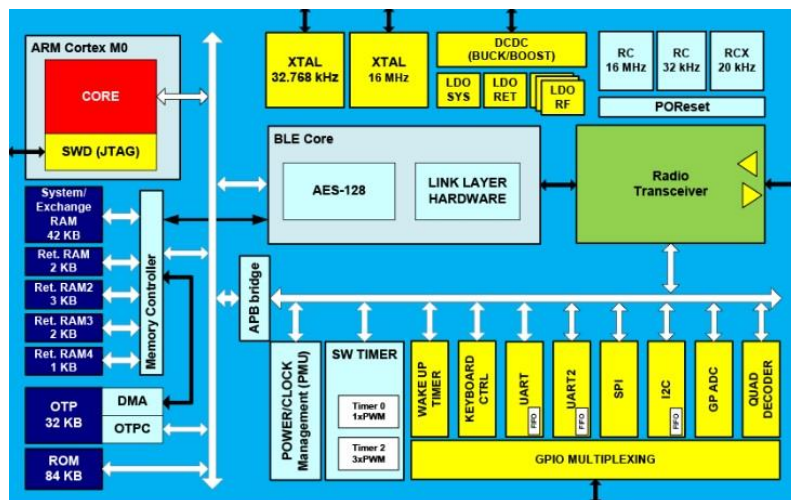 ARM Cortex M0
CORE
SWD (JTAG)
XTAL
32.768 kHz
XTAL
16 MHz
DCDC
(BUCK/BOOST)
LDO
SYS
LDO
RET
LDO
RF
RC
16 MHz
RC
32 kHz
RCX
20 kHz
POReset
BLE Core
AES-128
LINK LAYER
HARDWARE
Radio
Transceiver
System/
Exchange
RAM
42 KB
Ret. RAM
2 KB
Ret. RAM2
3 KB
Ret. RAM3
2 KB
Ret. RAM4
1 KB
Memory Controller
OTP
32 KB
DMA
OTPC
ROM
84 KB
APB bridge
POWER/CLOCK
Management (PMU)
SW TIMER
Timer 0
1xPWM
Timer 2
3xPWM
WAKE UP
TIMER
KEYBOARD
CTRL
UART
FIFO
UART2
FIFO
SPI
I2C
FIFO
GP ADC
QUAD
DECODER
GPIO MULTIPLEXING